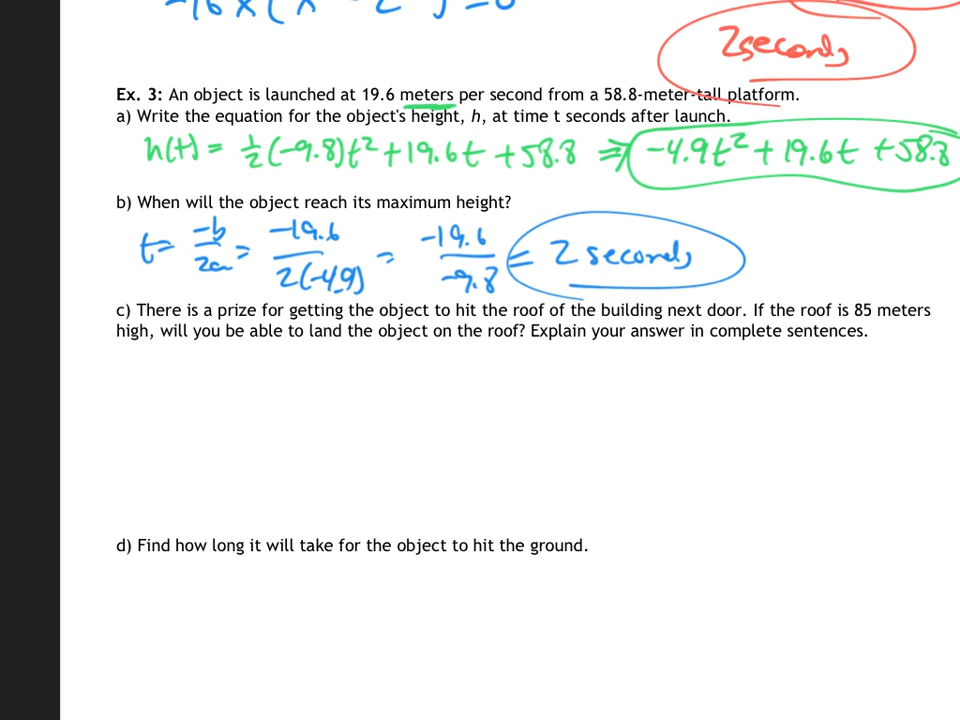 2seconds
Ex. 3: An object is launched at 19.6 meters per second from a 58.8-meter-tall platform.
a) Write the equation for the object's height, h, at time t seconds after launch.
h(t) = ½(-9.8)t² + 19.6t + 58.8 ⇒ -4.9t² + 19.6t + 58.8
b) When will the object reach its maximum height?
t = -b/2a = -19.6/2(-4.9) = -19.6/-9.8 = 2 seconds
c) There is a prize for getting the object to hit the roof of the building next door. If the roof is 85 meters
high, will you be able to land the object on the roof? Explain your answer in complete sentences.
d) Find how long it will take for the object to hit the ground.